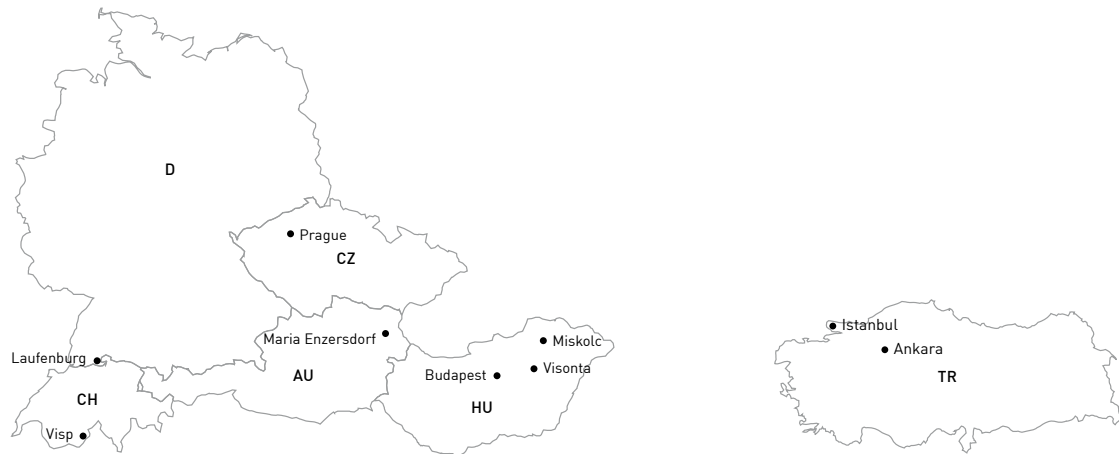 D
Prague
CZ
Istanbul
Maria Enzersdorf
Miskolc
Ankara
Laufenburg
Visonta
AU
Budapest
TR
CH
HU
Visp